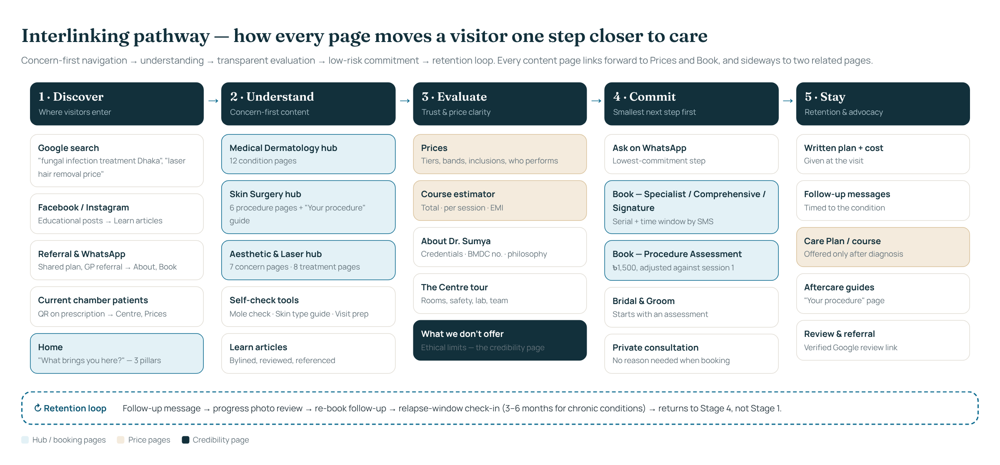 Interlinking pathway — how every page moves a visitor one step closer to care
Concern-first navigation → understanding → transparent evaluation → low-risk commitment → retention loop. Every content page links forward to Prices and Book, and sideways to two related pages.
1 · Discover
Where visitors enter
→
2 · Understand
Concern-first content
→
3 · Evaluate
Trust & price clarity
→
4 · Commit
Smallest next step first
→
5 · Stay
Retention & advocacy
Google search
"fungal infection treatment Dhaka", "laser
hair removal price"
Facebook / Instagram
Educational posts → Learn articles
Referral & WhatsApp
Shared plan, GP referral → About, Book
Current chamber patients
QR on prescription → Centre, Prices
Home
"What brings you here?" — 3 pillars
Medical Dermatology hub
12 condition pages
Skin Surgery hub
6 procedure pages + "Your procedure"
guide
Aesthetic & Laser hub
7 concern pages · 8 treatment pages
Self-check tools
Mole check · Skin type guide · Visit prep
Learn articles
Bylined, reviewed, referenced
Prices
Tiers, bands, inclusions, who performs
Course estimator
Total · per session · EMI
About Dr. Sumya
Credentials · BMDC no. · philosophy
The Centre tour
Rooms, safety, lab, team
What we don't offer
Ethical limits — the credibility page
Ask on WhatsApp
Lowest-commitment step
Book — Specialist / Comprehensive /
Signature
Serial + time window by SMS
Book — Procedure Assessment
৳1,500, adjusted against session 1
Bridal & Groom
Starts with an assessment
Private consultation
No reason needed when booking
Written plan + cost
Given at the visit
Follow-up messages
Timed to the condition
Care Plan / course
Offered only after diagnosis
Aftercare guides
"Your procedure" page
Review & referral
Verified Google review link
↻ Retention loop
Follow-up message → progress photo review → re-book follow-up → relapse-window check-in (3–6 months for chronic conditions) → returns to Stage 4, not Stage 1.
Hub / booking pages
Price pages
Credibility page